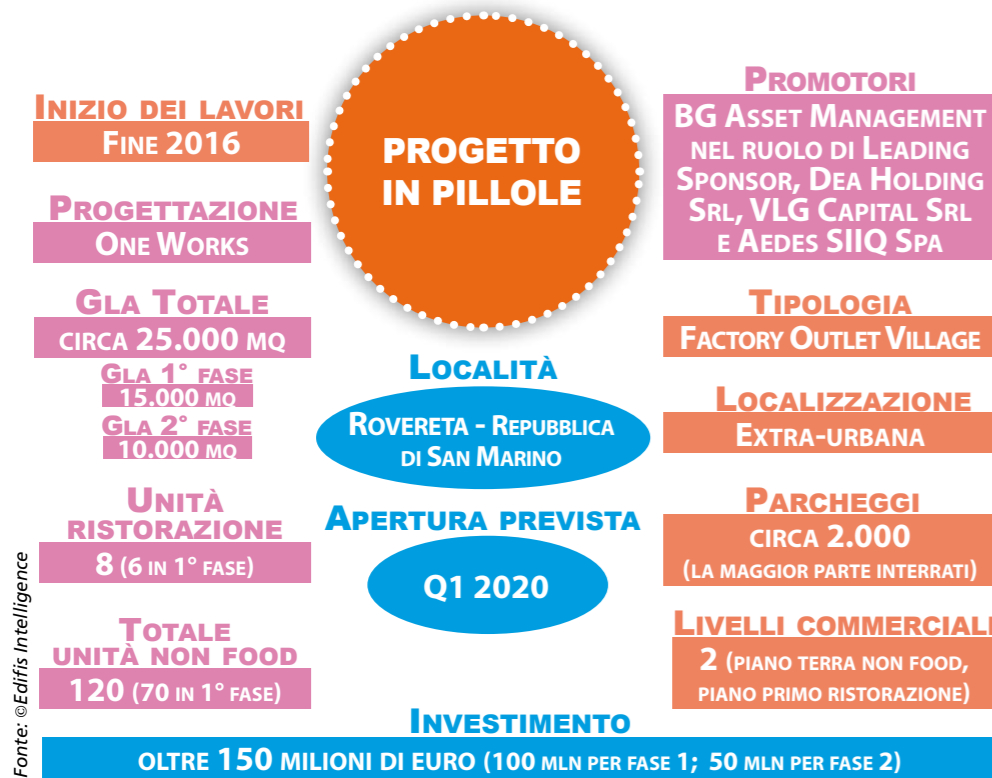 PROGETTO
IN PILLOLE
INIZIO DEI LAVORI
FINE 2016
PROGETTAZIONE
ONE WORKS
GLA TOTALE
CIRCA 25.000 MQ
GLA 1° FASE
15.000 MQ
GLA 2° FASE
10.000 MQ
UNITÀ
RISTORAZIONE
8 (6 IN 1° FASE)
TOTALE
UNITÀ NON FOOD
120 (70 IN 1° FASE)
LOCALITÀ
ROVERETA - REPUBBLICA
DI SAN MARINO
APERTURA PREVISTA
Q1 2020
PROMOTORI
BG ASSET MANAGEMENT
NEL RUOLO DI LEADING
SPONSOR, DEA HOLDING
SRL, VLG CAPITAL SRL
E AEDES SIIQ SPA
TIPOLOGIA
FACTORY OUTLET VILLAGE
LOCALIZZAZIONE
EXTRA-URBANA
PARCHEGGI
CIRCA 2.000
(LA MAGGIOR PARTE INTERRATI)
LIVELLI COMMERCIALI
2 (PIANO TERRA NON FOOD,
PIANO PRIMO RISTORAZIONE)
INVESTIMENTO
OLTRE 150 MILIONI DI EURO (100 MLN PER FASE 1; 50 MLN PER FASE 2)
Fonte: ©Edifis Intelligence